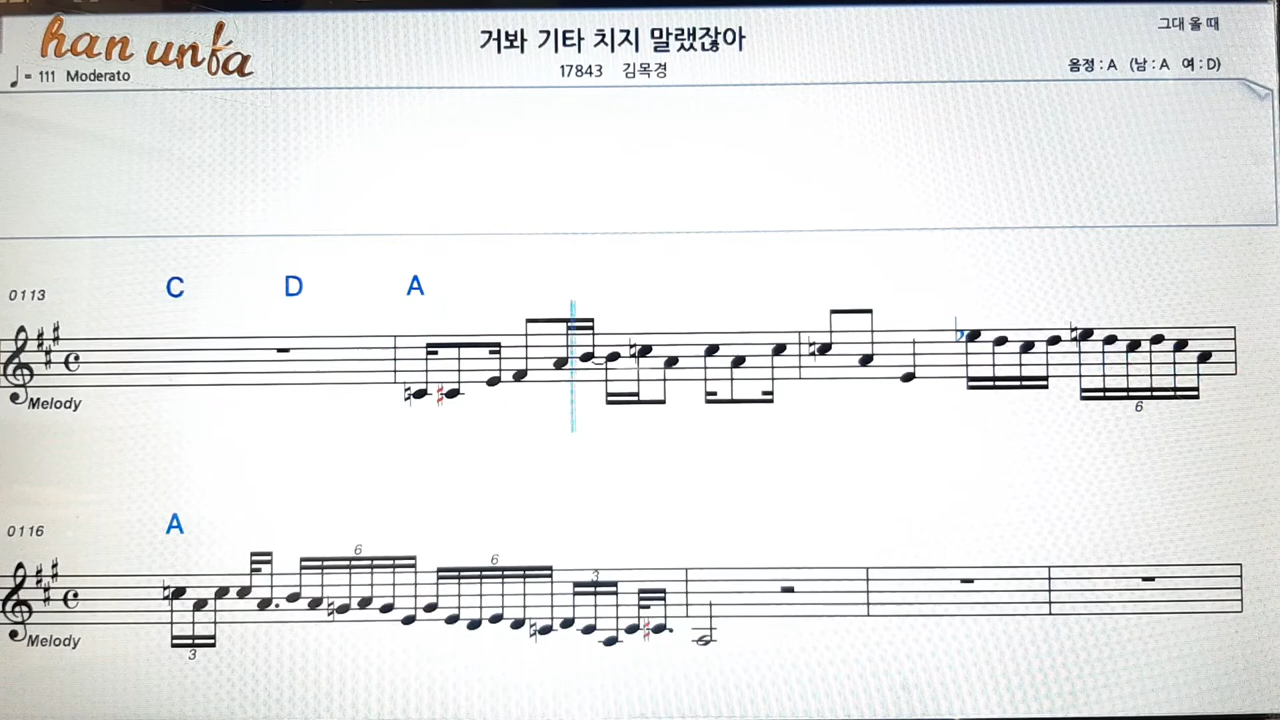 han unfa
거봐 기타 치지 말랬잖아
그대 올 때
♩= 111 Moderato
17843 김목경
음정 : A (남 : A 여 : D)
C D A
0113
Melody
6
0116
A
6
6
3
Melody
3